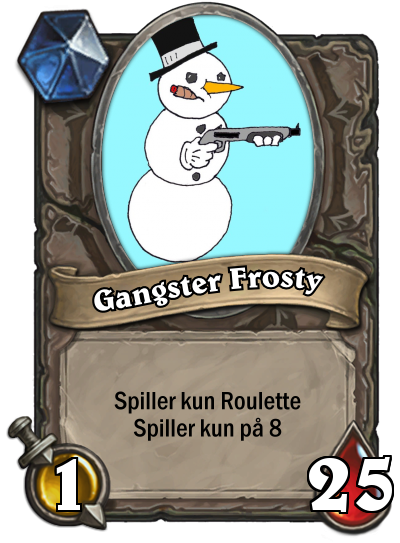 Gangster Frosty
Spiller kun Roulette
Spiller kun på 8
1
25